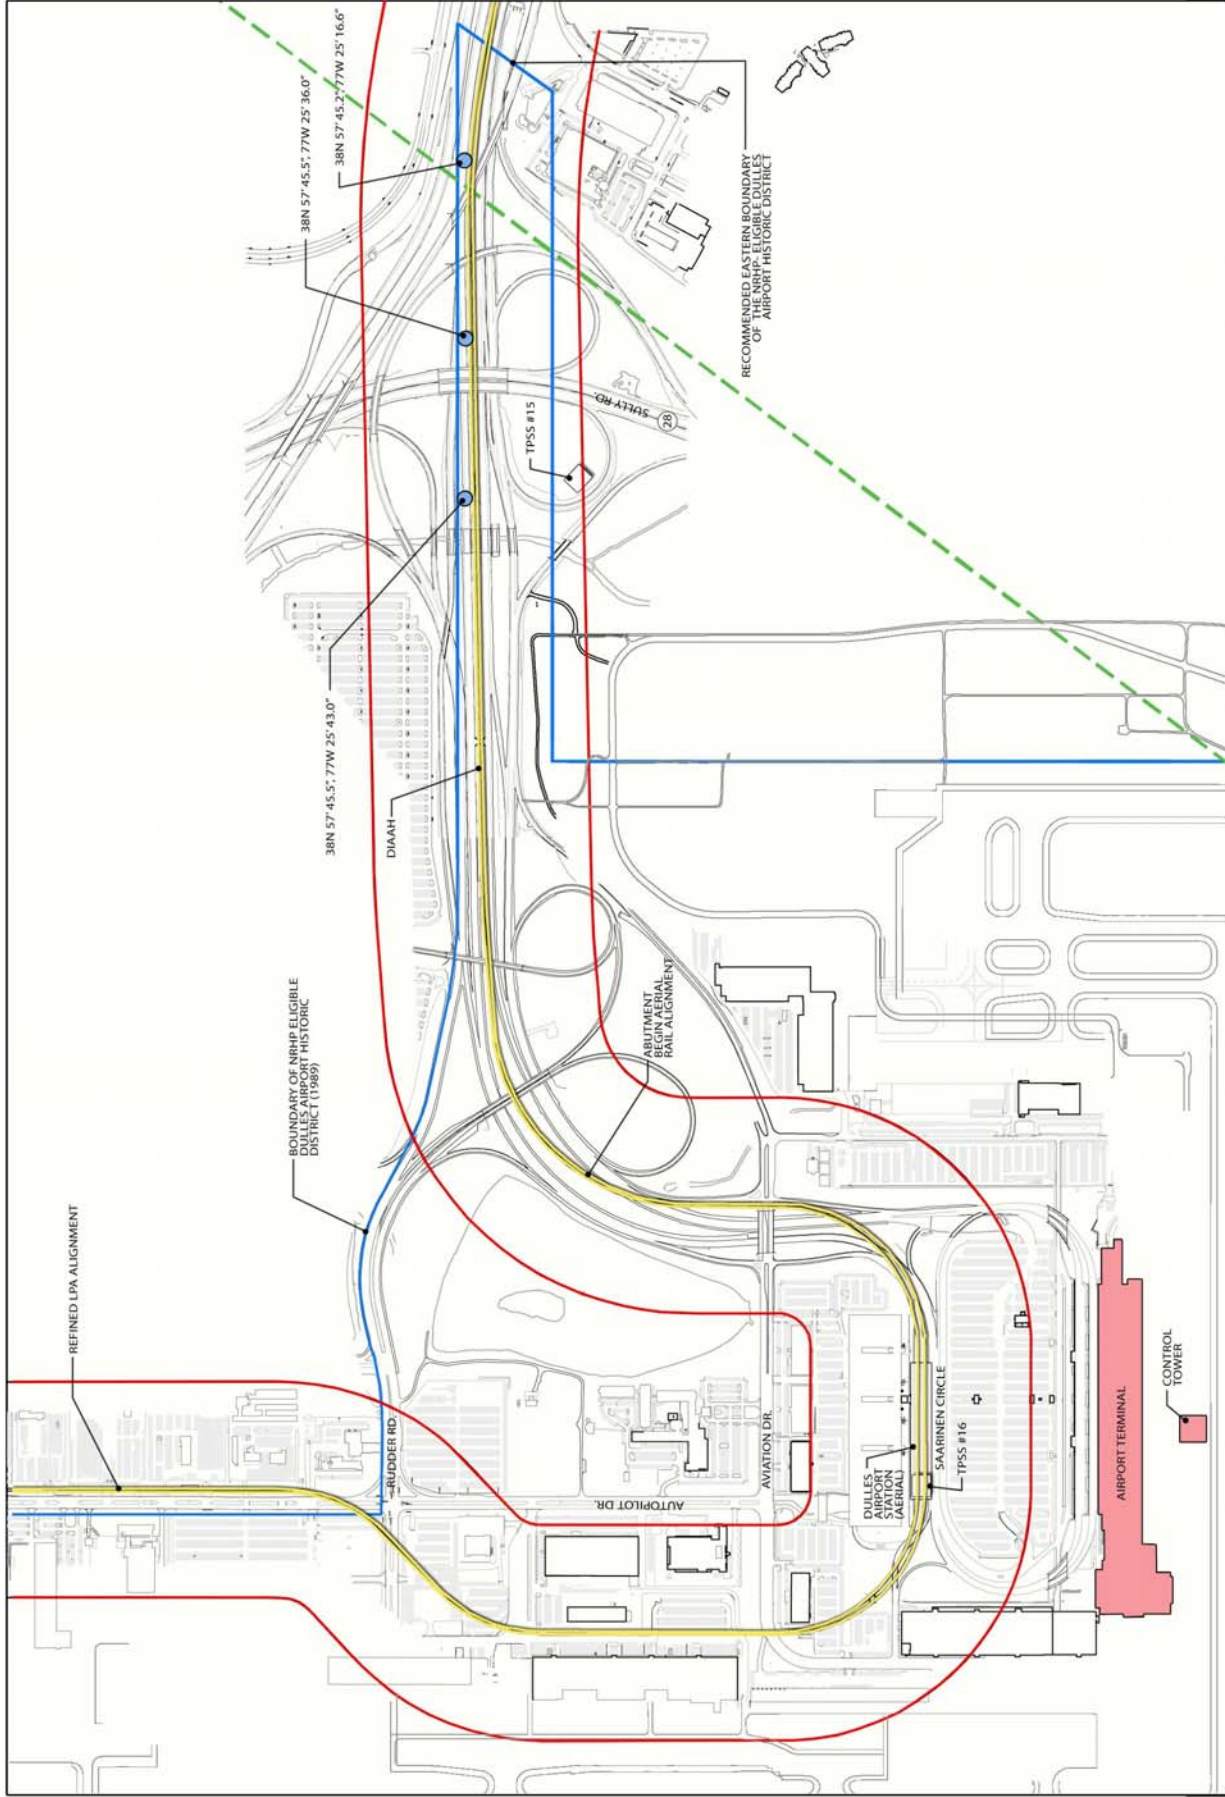 REFINED LPA ALIGNMENT
BOUNDARY OF NRHP ELIGIBLE
DULLES AIRPORT HISTORIC
DISTRICT (1989)
38N 57' 45.5", 77W 25' 43.0"
38N 57' 45.5", 77W 25' 36.0"
38N 57' 45.2", 77W 25' 16.6"
DIAAH
RUDDER RD.
TPSS #15
SULLY RD.
28
ABUTMENT
BEGIN AERIAL
RAIL ALIGNMENT
AUTOPILOT DR.
AVIATION DR.
RECOMMENDED EASTERN BOUNDARY
OF THE NRHP- ELIGIBLE DULLES
AIRPORT HISTORIC DISTRICT
DULLES
AIRPORT
STATION
(AERIAL)
SAARINEN CIRCLE
TPSS #16
AIRPORT TERMINAL
CONTROL
TOWER